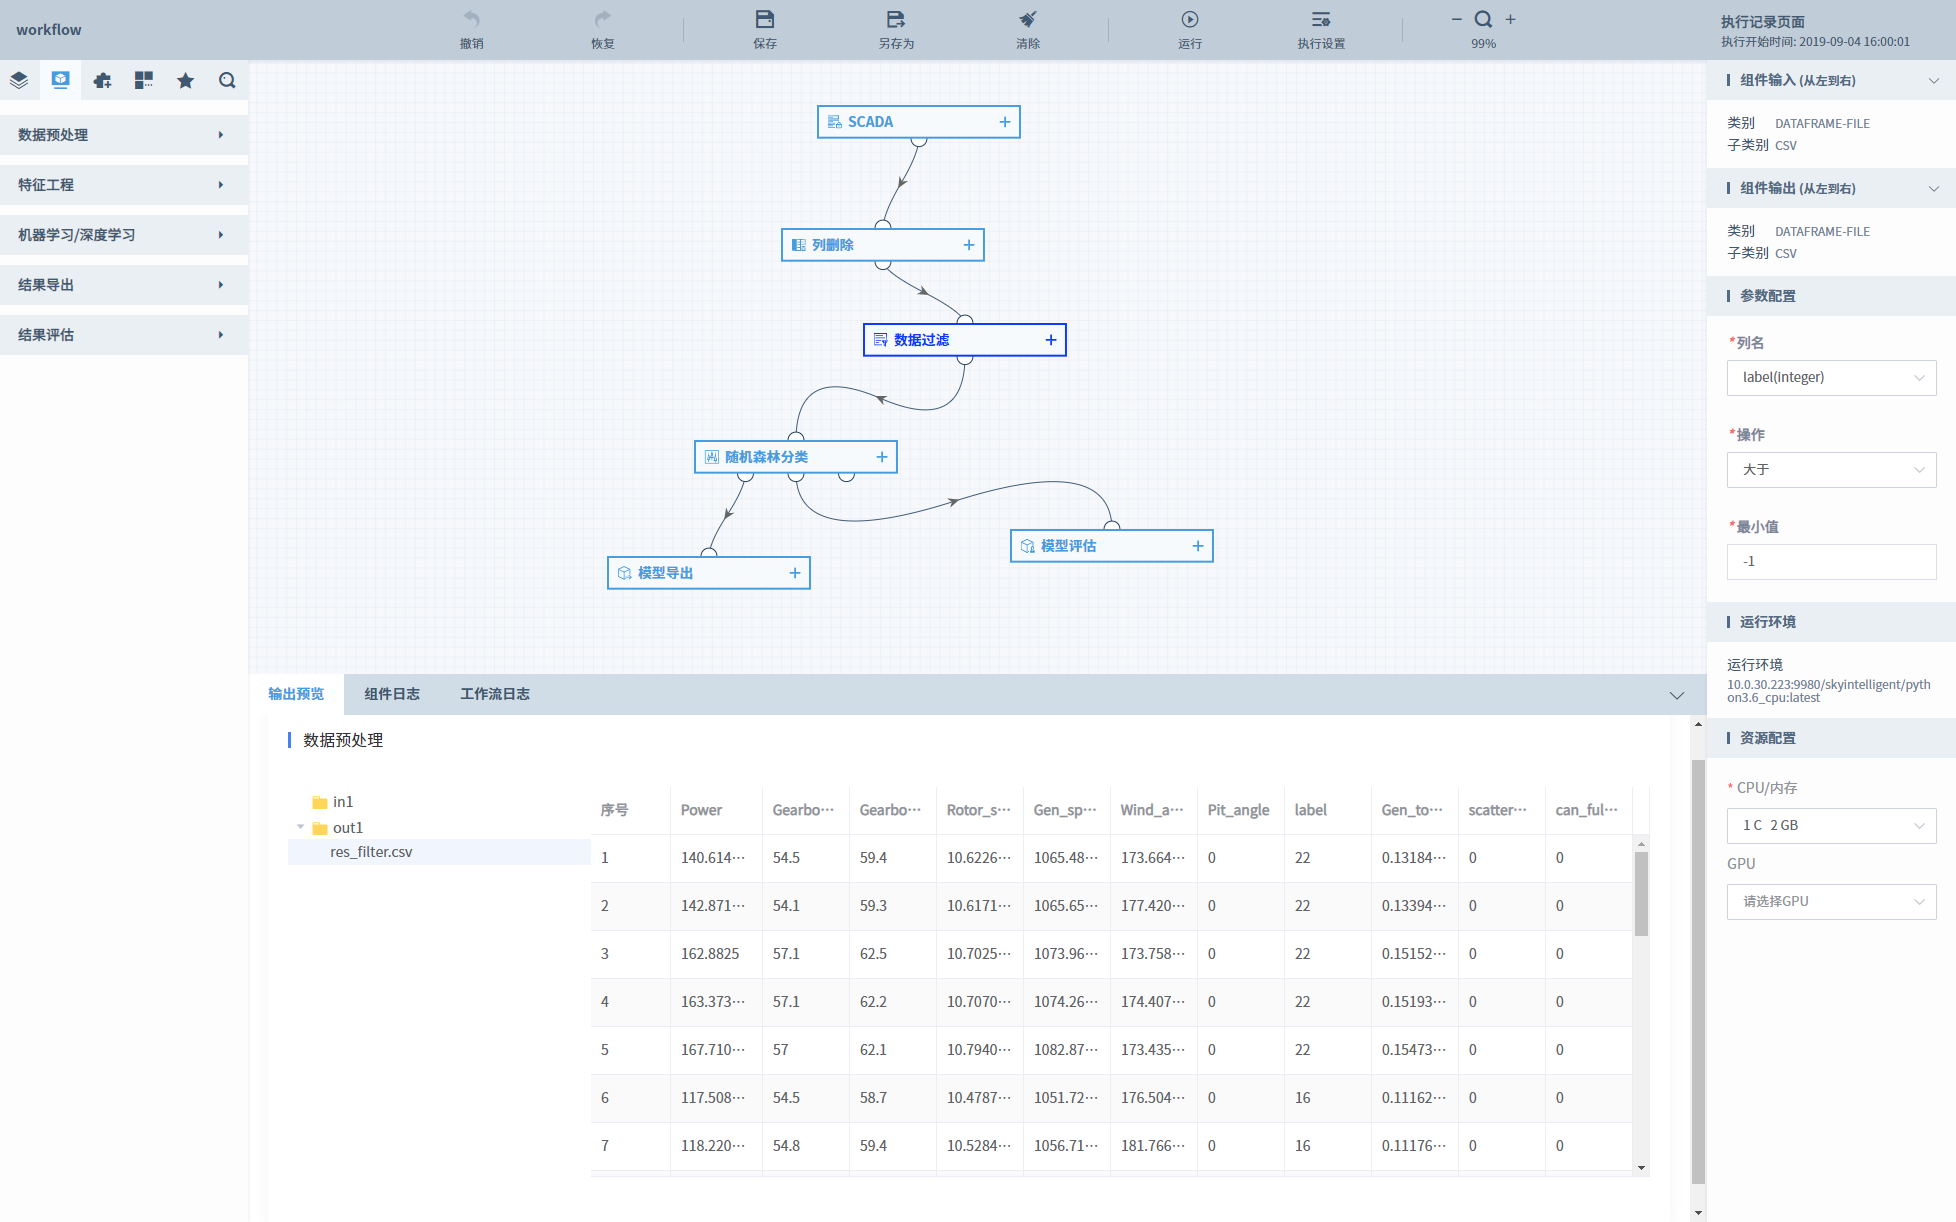 workflow
撤销
恢复
保存
另存为
清除
运行
执行设置
99%
执行记录页面
执行开始时间: 2019-09-04 16:00:01
数据预处理
特征工程
机器学习/深度学习
结果导出
结果评估
SCADA
列删除
数据过滤
随机森林分类
模型导出
模型评估
组件输入 (从左到右)
类别 DATAFRAME-FILE
子类别 CSV
组件输出 (从左到右)
类别 DATAFRAME-FILE
子类别 CSV
参数配置
*列名
label(integer)
*操作
大于
*最小值
-1
运行环境
运行环境
10.0.30.223:9980/skyintelligent/pyth
on3.6_cpu:latest
资源配置
* CPU/内存
1 C 2 GB
GPU
请选择GPU
输出预览 组件日志 工作流日志
数据预处理
in1
out1
res_filter.csv
序号 Power Gearbo··· Gearbo··· Rotor_s··· Gen_sp··· Wind_a··· Pit_angle label Gen_to··· scatter··· can_ful···
1 140.614··· 54.5 59.4 10.6226··· 1065.48··· 173.664··· 0 22 0.13184··· 0 0
2 142.871··· 54.1 59.3 10.6171··· 1065.65··· 177.420··· 0 22 0.13394··· 0 0
3 162.8825 57.1 62.5 10.7025··· 1073.96··· 173.758··· 0 22 0.15152··· 0 0
4 163.373··· 57.1 62.2 10.7070··· 1074.26··· 174.407··· 0 22 0.15193··· 0 0
5 167.710··· 57 62.1 10.7940··· 1082.87··· 173.435··· 0 22 0.15473··· 0 0
6 117.508··· 54.5 58.7 10.4787··· 1051.72··· 176.504··· 0 16 0.11162··· 0 0
7 118.220··· 54.8 59.4 10.5284··· 1056.71··· 181.766··· 0 16 0.11176··· 0 0